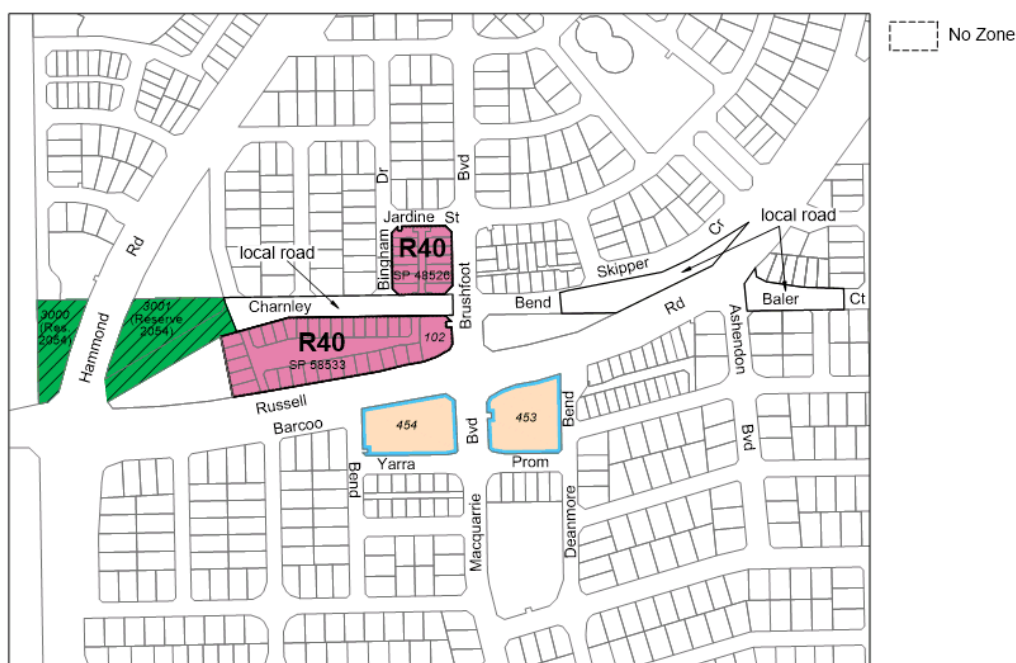 No Zone
Dr
Bvd
Jardine St
Bingham
R40
SP 48526
Brushfoot
Rd
local road
Charnley
Cr
local road
Skipper
Bend
Rd
Baler
Ct
Ashendon
Bvd
3000
(Res.
2054)
3001
(Reserve
2054)
Hammond
R40
SP 58533
102
Russell
Barcoo
Bend
454
Bvd
453
Bend
Yarra
Prom
Macquarrie
Deanmore